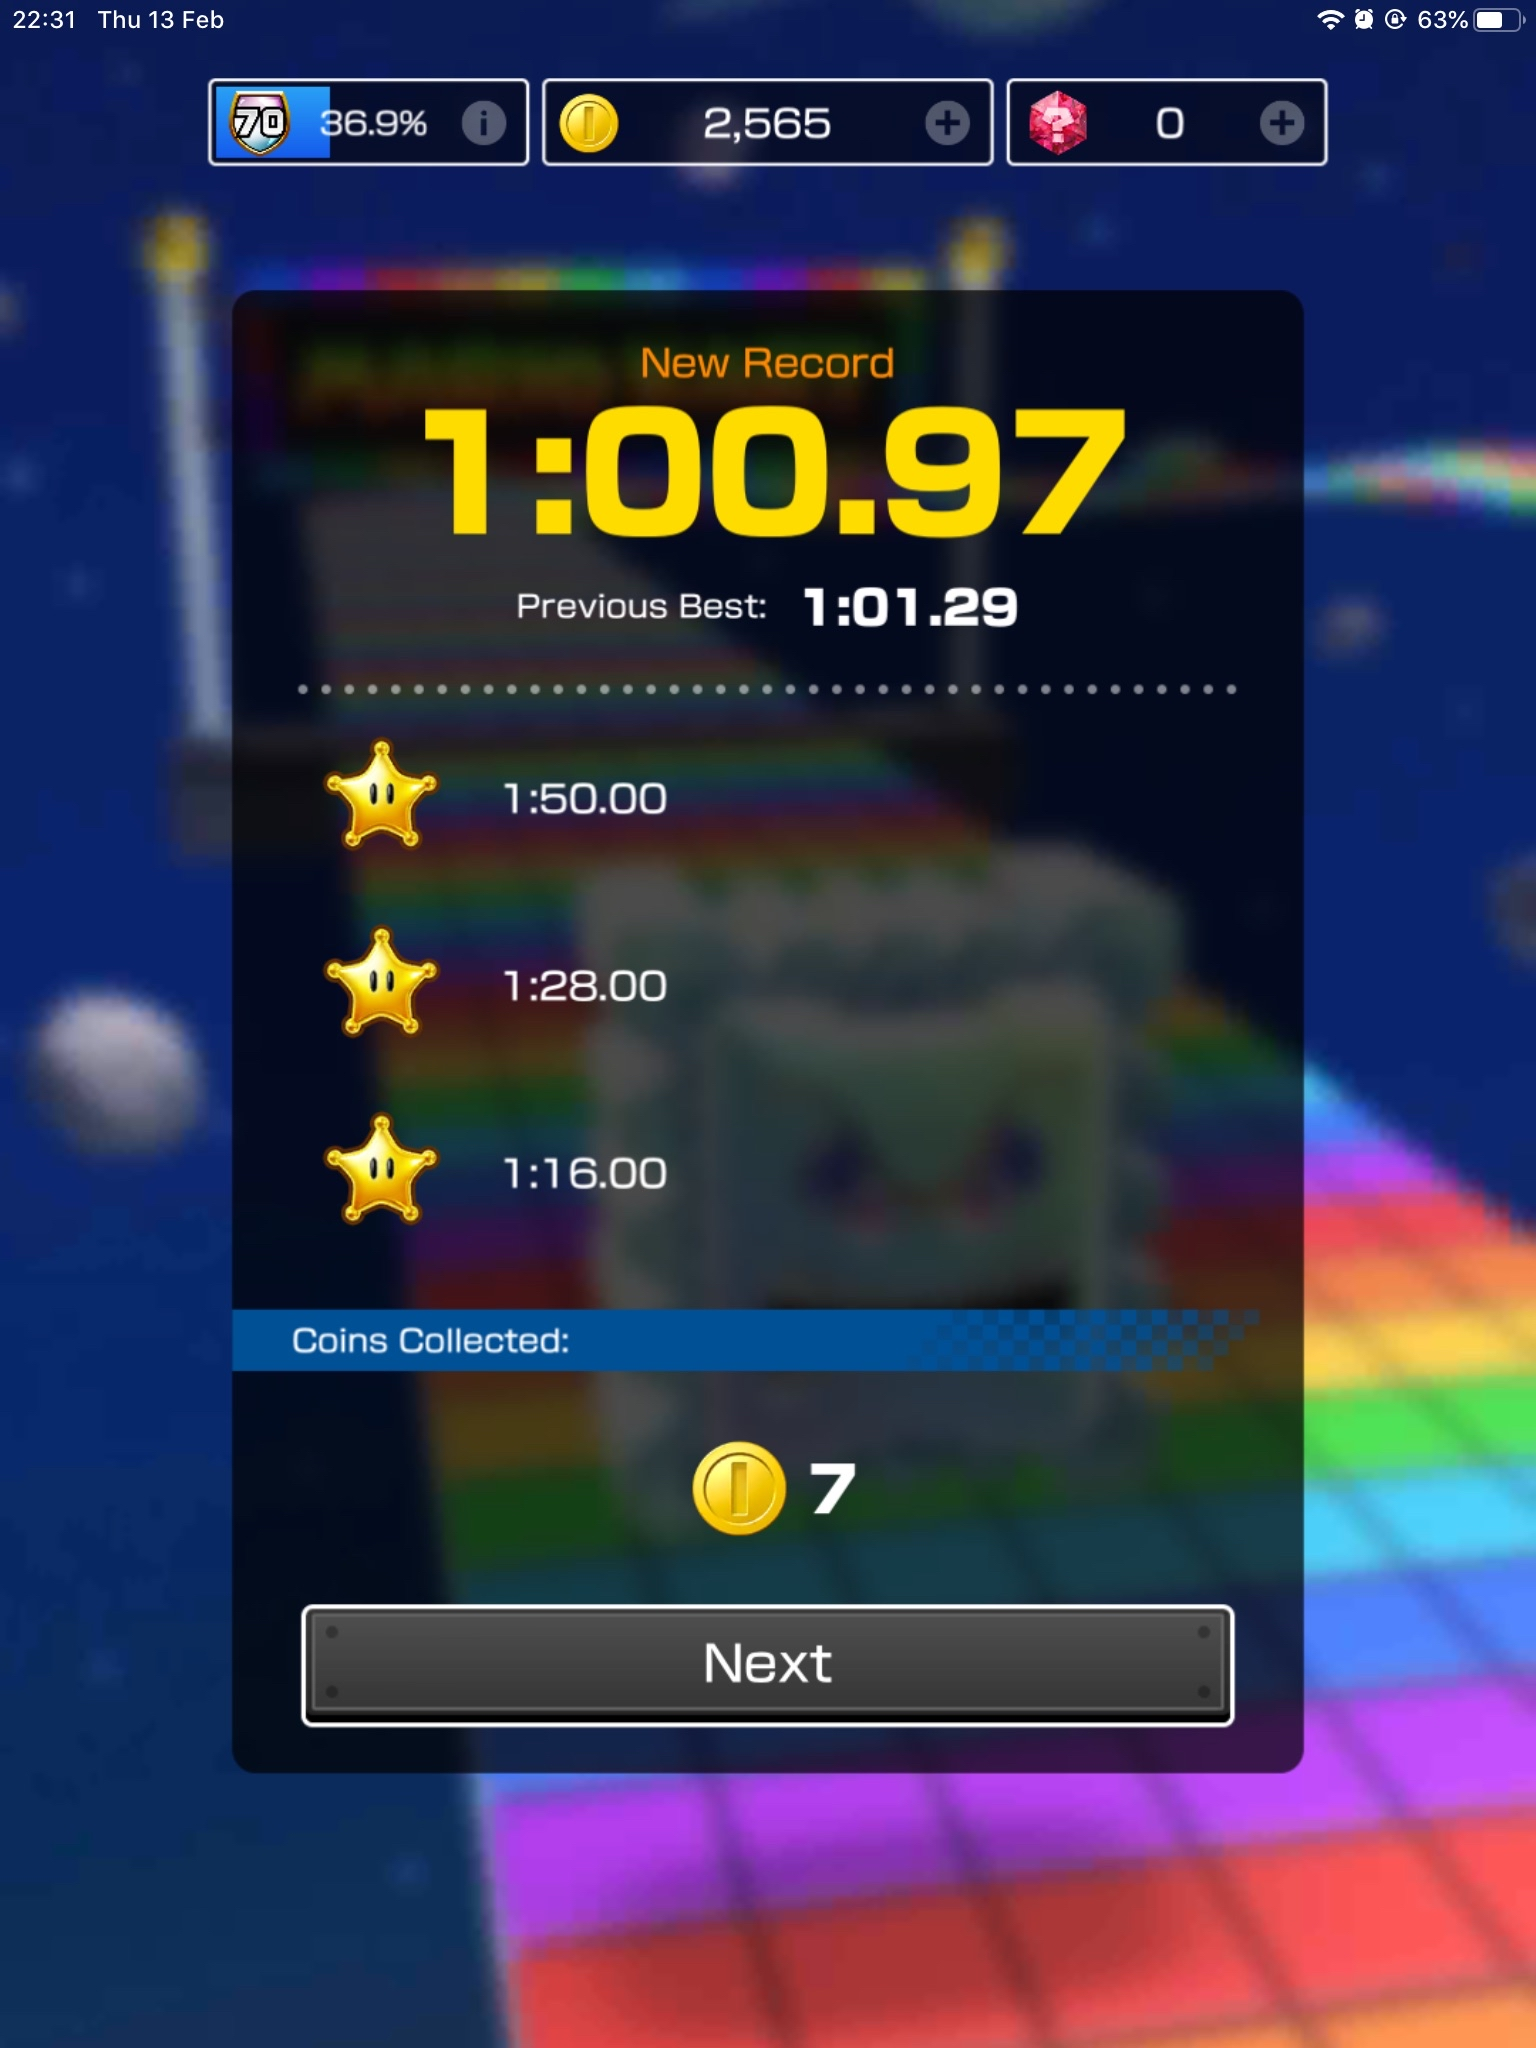 22:31 Thu 13 Feb 63%
70 36.9% i 2,565 + ? 0 +
New Record
1:00.97
Previous Best: 1:01.29
1:50.00
1:28.00
1:16.00
Coins Collected:
7
Next